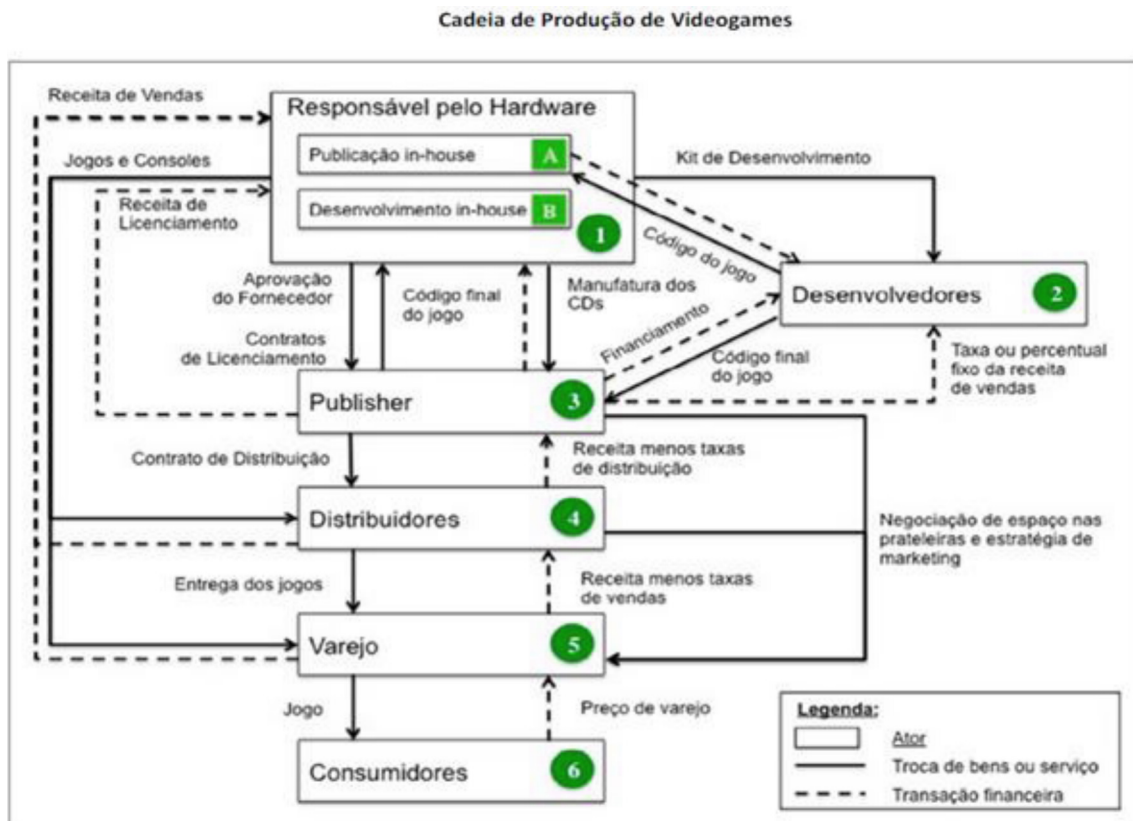 Cadeia de Produção de Videogames
Receita de Vendas
Responsável pelo Hardware
Publicação in-house
A
Desenvolvimento in-house
B
1
Jogos e Consoles
Kit de Desenvolvimento
Receita de
Licenciamento
Código do jogo
Aprovação
do Fornecedor
Código final
do jogo
Manufatura dos
CDs
Desenvolvedores
2
Contratos
de Licenciamento
Financiamento
Código final
do jogo
Taxa ou percentual
fixo da receita
de vendas
Publisher
3
Contrato de Distribuição
Receita menos taxas
de distribuição
Distribuidores
4
Negociação de espaço nas
prateleiras e estratégia de
marketing
Entrega dos jogos
Receita menos taxas
de vendas
Varejo
5
Jogo
Preço de varejo
Consumidores
6
Legenda:
Ator
Troca de bens ou serviço
Transação financeira